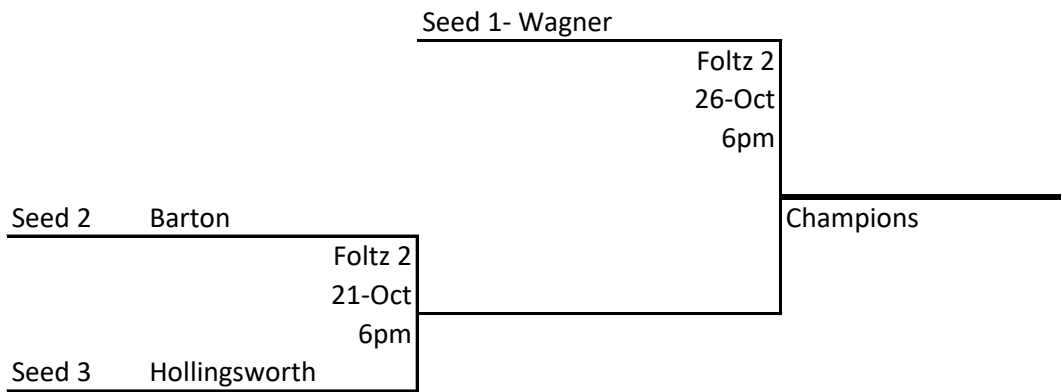 Seed 1- Wagner
Foltz 2
26-Oct
6pm
Seed 2 Barton
Champions
Foltz 2
21-Oct
6pm
Seed 3 Hollingsworth